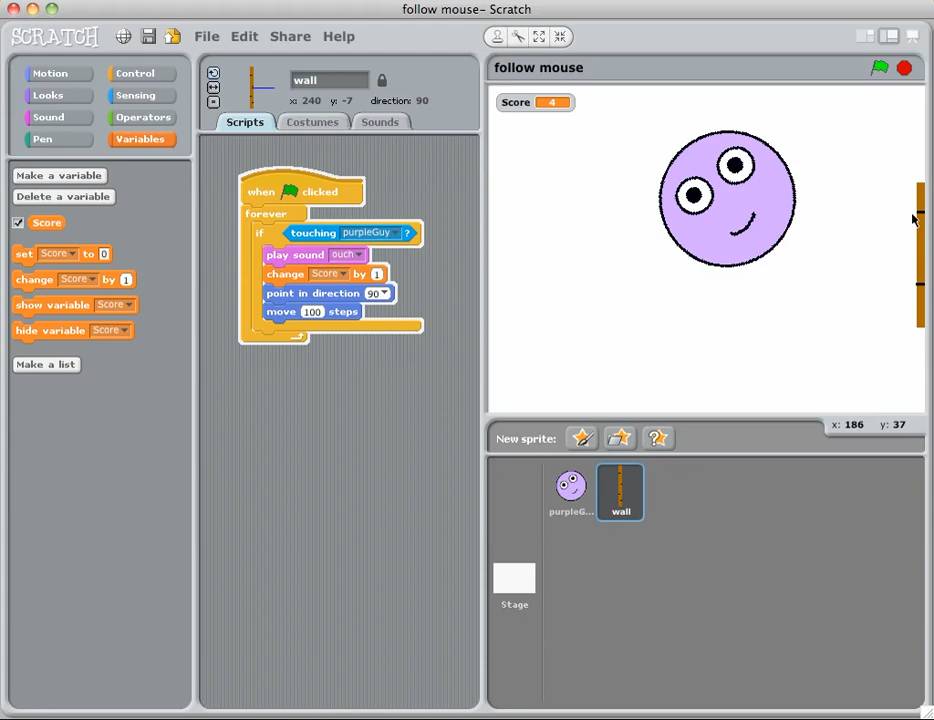 follow mouse- Scratch
SCRATCH File Edit Share Help
Motion Control
Looks Sensing
Sound Operators
Pen Variables
Make a variable
Delete a variable
Score
set Score to 0
change Score by 1
show variable Score
hide variable Score
Make a list
wall
x: 240 y: -7 direction: 90
Scripts Costumes Sounds
when clicked
forever
if touching purpleGuy ?
play sound ouch
change Score by 1
point in direction 90
move 100 steps
follow mouse
Score 4
x: 186 y: 37
New sprite:
purpleG... wall
Stage